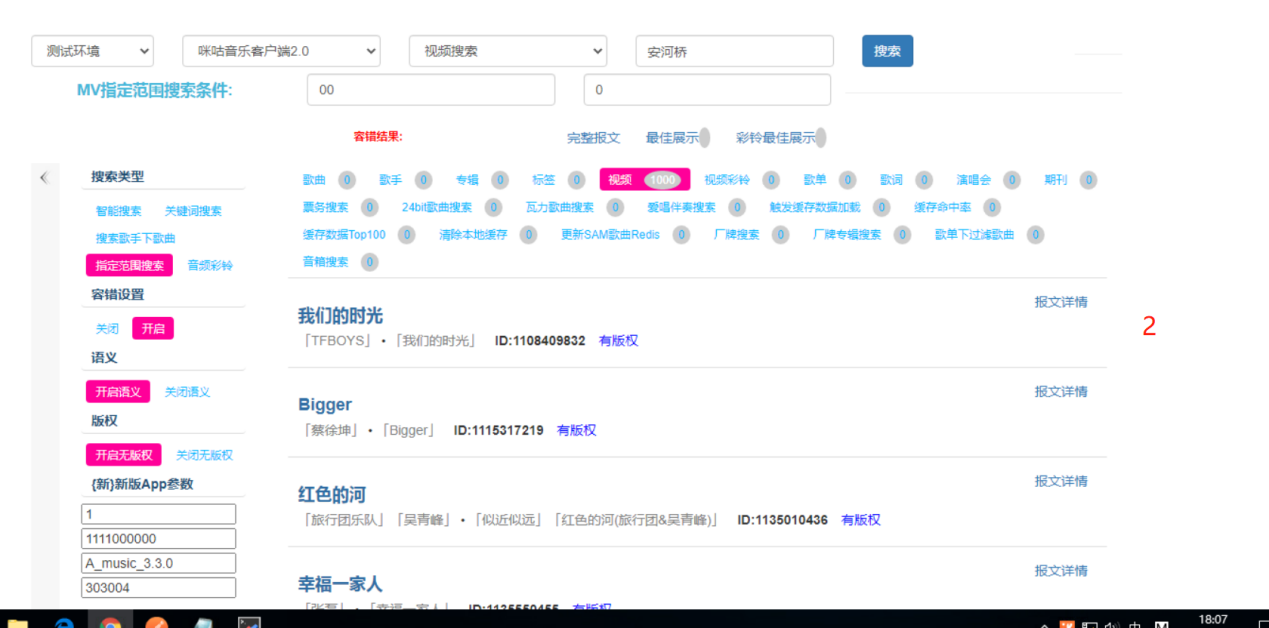 测试环境 咪咕音乐客户端2.0 视频搜索 安河桥 搜索
MV指定范围搜索条件: 00 0
容错结果: 完整报文 最佳展示 彩铃最佳展示
搜索类型
智能搜索 关键词搜索
搜索歌手下歌曲
指定范围搜索 音频彩铃
容错设置
关闭 开启
语义
开启语义 关闭语义
版权
开启无版权 关闭无版权
{新}新版App参数
1
1111000000
A_music_3.3.0
303004
歌曲 0 歌手 0 专辑 0 标签 0 视频 1000 视频彩铃 0 歌单 0 歌词 0 演唱会 0 期刊 0
票务搜索 0 24bit歌曲搜索 0 瓦力歌曲搜索 0 爱唱伴奏搜索 0 触发缓存数据加载 0 缓存命中率 0
缓存数据Top100 0 清除本地缓存 0 更新SAM歌曲Redis 0 厂牌搜索 0 厂牌专辑搜索 0 歌单下过滤歌曲 0
音箱搜索 0
我们的时光 报文详情
「TFBOYS」 • 「我们的时光」 ID:1108409832 有版权
2
Bigger 报文详情
「蔡徐坤」 • 「Bigger」 ID:1115317219 有版权
红色的河 报文详情
「旅行团乐队」「吴青峰」 • 「似近似远」「红色的河(旅行团&吴青峰)」 ID:1135010436 有版权
幸福一家人 报文详情
「张磊」 • 「幸福一家人」 ID:1135550455 有版权
中 18:07